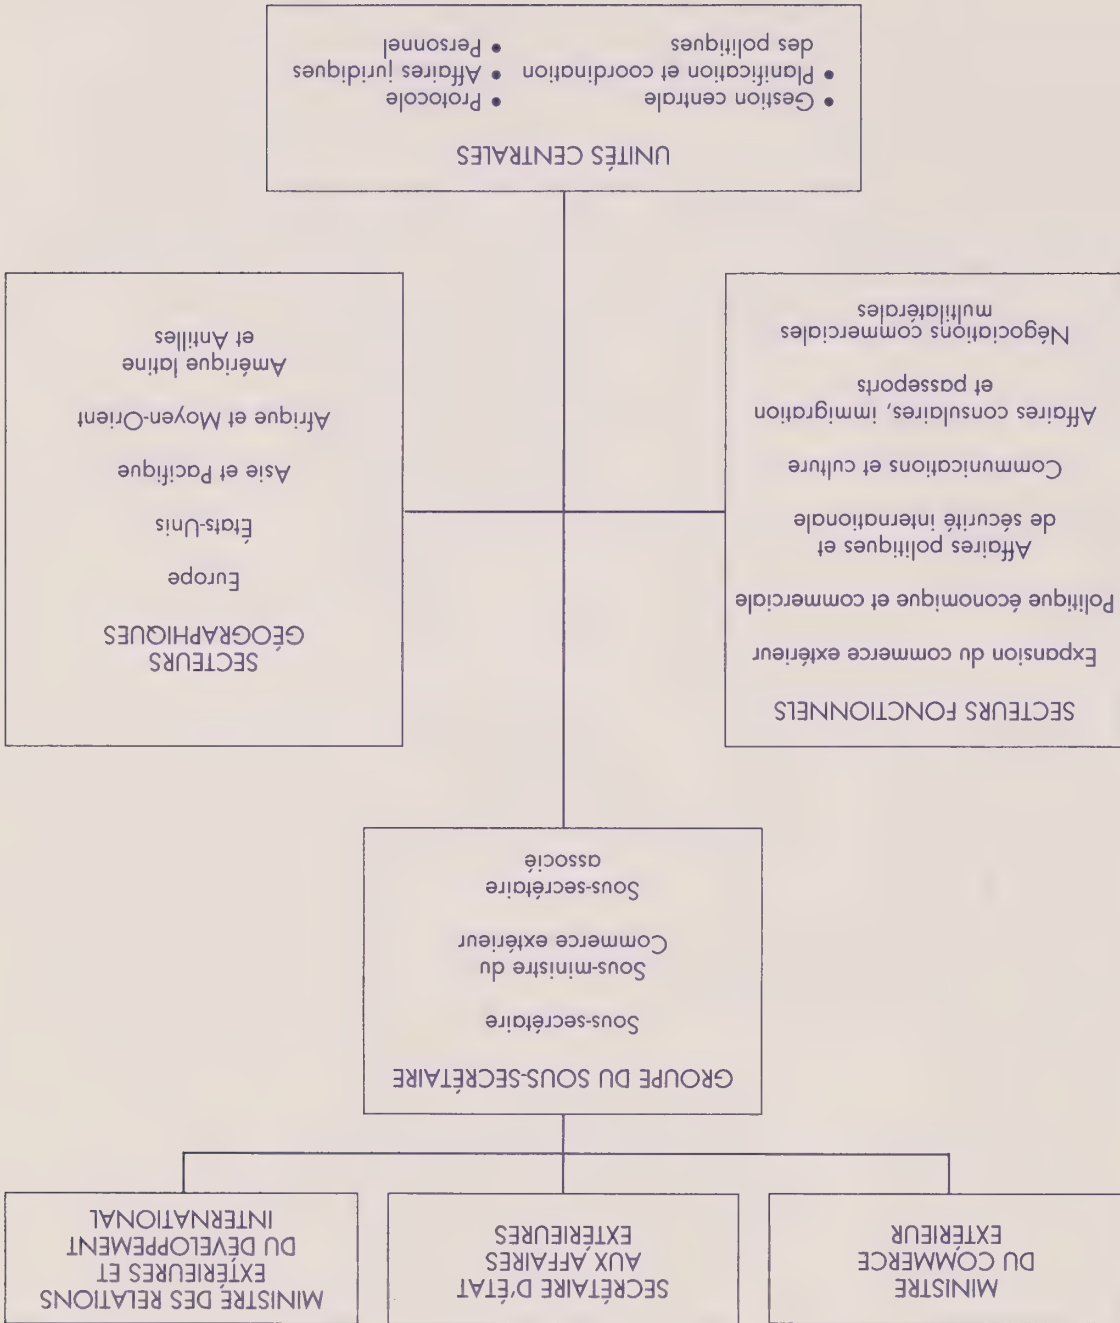 MINISTRE
DU COMMERCE
EXTÉRIEUR
SECRÉTAIRE D'ÉTAT
AUX AFFAIRES
EXTÉRIEURES
MINISTRE DES RELATIONS
EXTÉRIEURES ET
DU DÉVELOPPEMENT
INTERNATIONAL
GROUPE DU SOUS-SECRÉTAIRE
Sous-secrétaire
Sous-ministre du
Commerce extérieur
Sous-secrétaire
associé
SECTEURS FONCTIONNELS
Expansion du commerce extérieur
Politique économique et commerciale
Affaires politiques et
de sécurité internationale
Communications et culture
Affaires consulaires, immigration
et passeports
Négociations commerciales
multilatérales
SECTEURS
GÉOGRAPHIQUES
Europe
États-Unis
Asie et Pacifique
Afrique et Moyen-Orient
Amérique latine
et Antilles
UNITÉS CENTRALES
• Gestion centrale
• Planification et coordination
des politiques
• Protocole
• Affaires juridiques
• Personnel